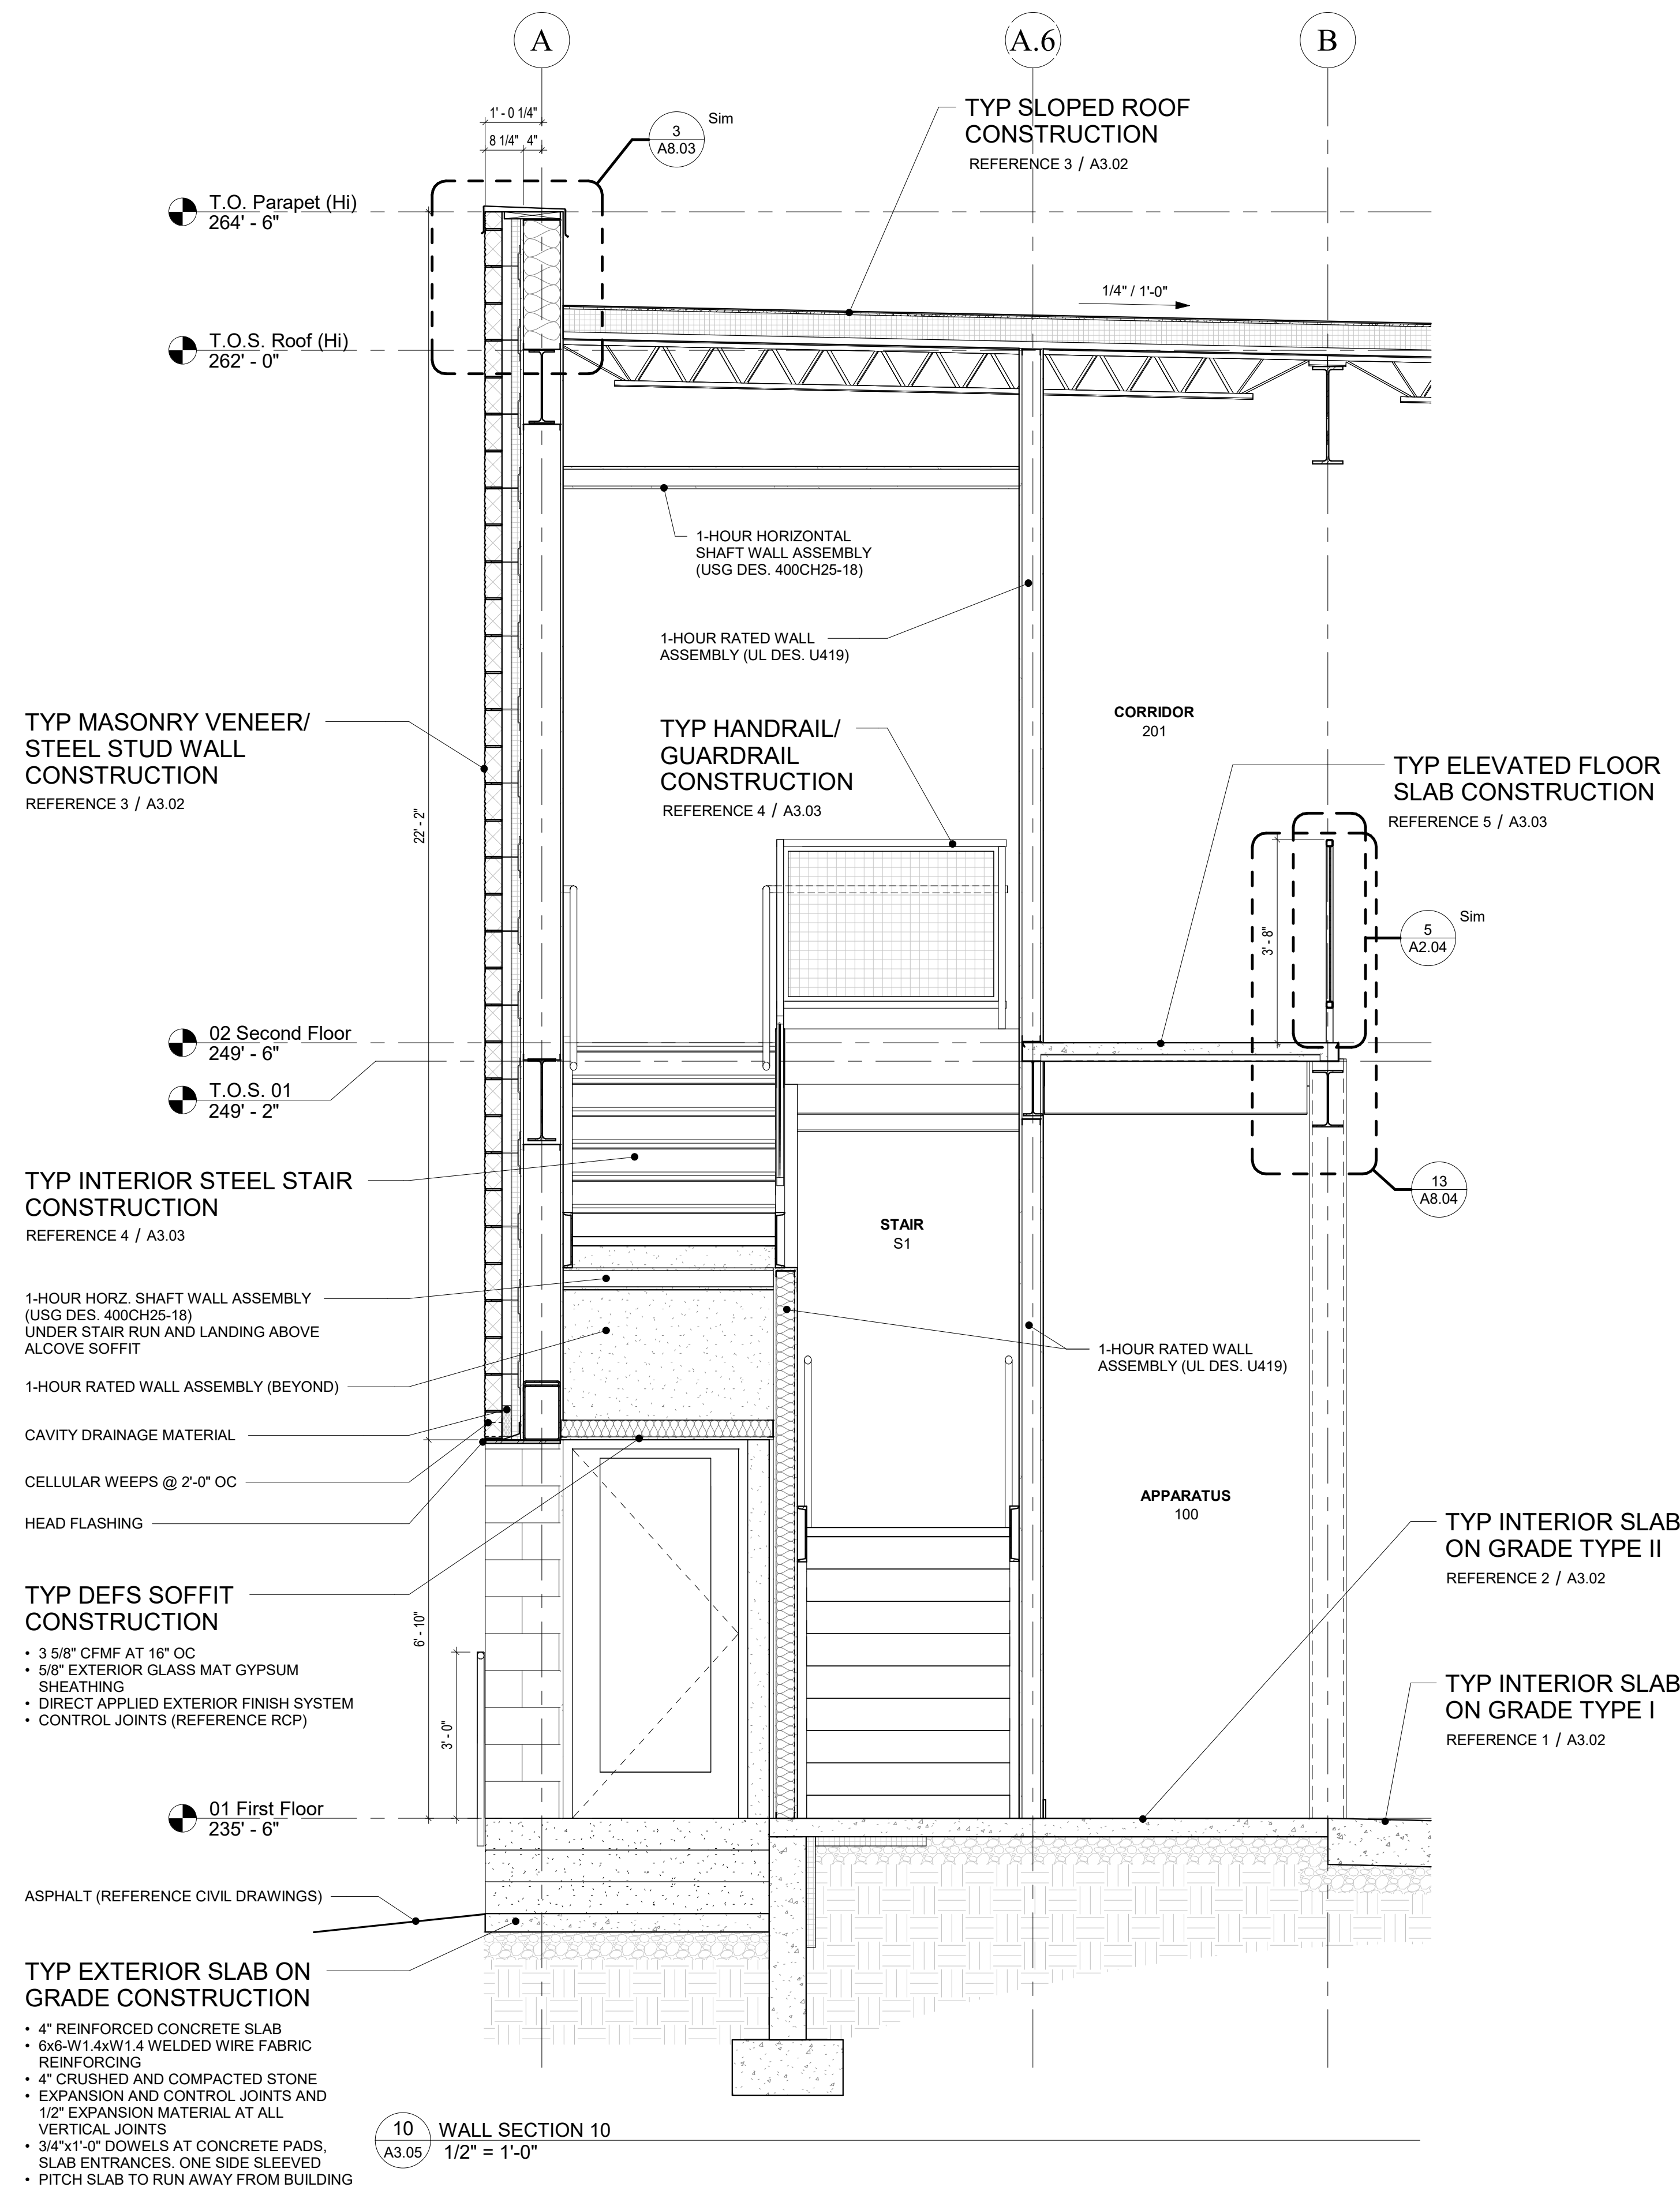 A
A.6
B
1' - 0 1/4"
8 1/4"
4"
3
A8.03
Sim
TYP SLOPED ROOF
CONSTRUCTION
REFERENCE 3 / A3.02
T.O. Parapet (Hi)
264' - 6"
1/4" / 1'-0"
T.O.S. Roof (Hi)
262' - 0"
1-HOUR HORIZONTAL
SHAFT WALL ASSEMBLY
(USG DES. 400CH25-18)
1-HOUR RATED WALL
ASSEMBLY (UL DES. U419)
TYP MASONRY VENEER/
STEEL STUD WALL
CONSTRUCTION
REFERENCE 3 / A3.02
22' - 2"
TYP HANDRAIL/
GUARDRAIL
CONSTRUCTION
REFERENCE 4 / A3.03
CORRIDOR
201
TYP ELEVATED FLOOR
SLAB CONSTRUCTION
REFERENCE 5 / A3.03
3' - 8"
5
A2.04
Sim
02 Second Floor
249' - 6"
T.O.S. 01
249' - 2"
TYP INTERIOR STEEL STAIR
CONSTRUCTION
REFERENCE 4 / A3.03
13
A8.04
STAIR
S1
1-HOUR HORZ. SHAFT WALL ASSEMBLY
(USG DES. 400CH25-18)
UNDER STAIR RUN AND LANDING ABOVE
ALCOVE SOFFIT
1-HOUR RATED WALL
ASSEMBLY (UL DES. U419)
1-HOUR RATED WALL ASSEMBLY (BEYOND)
CAVITY DRAINAGE MATERIAL
CELLULAR WEEPS @ 2'-0" OC
HEAD FLASHING
APPARATUS
100
TYP INTERIOR SLAB
ON GRADE TYPE II
REFERENCE 2 / A3.02
TYP DEFS SOFFIT
CONSTRUCTION
• 3 5/8" CFMF AT 16" OC
• 5/8" EXTERIOR GLASS MAT GYPSUM
SHEATHING
• DIRECT APPLIED EXTERIOR FINISH SYSTEM
• CONTROL JOINTS (REFERENCE RCP)
6' - 10"
3' - 0"
TYP INTERIOR SLAB
ON GRADE TYPE I
REFERENCE 1 / A3.02
01 First Floor
235' - 6"
ASPHALT (REFERENCE CIVIL DRAWINGS)
TYP EXTERIOR SLAB ON
GRADE CONSTRUCTION
• 4" REINFORCED CONCRETE SLAB
• 6x6-W1.4xW1.4 WELDED WIRE FABRIC
REINFORCING
• 4" CRUSHED AND COMPACTED STONE
• EXPANSION AND CONTROL JOINTS AND
1/2" EXPANSION MATERIAL AT ALL
VERTICAL JOINTS
• 3/4"x1'-0" DOWELS AT CONCRETE PADS,
SLAB ENTRANCES. ONE SIDE SLEEVED
• PITCH SLAB TO RUN AWAY FROM BUILDING
10
A3.05
WALL SECTION 10
1/2" = 1'-0"